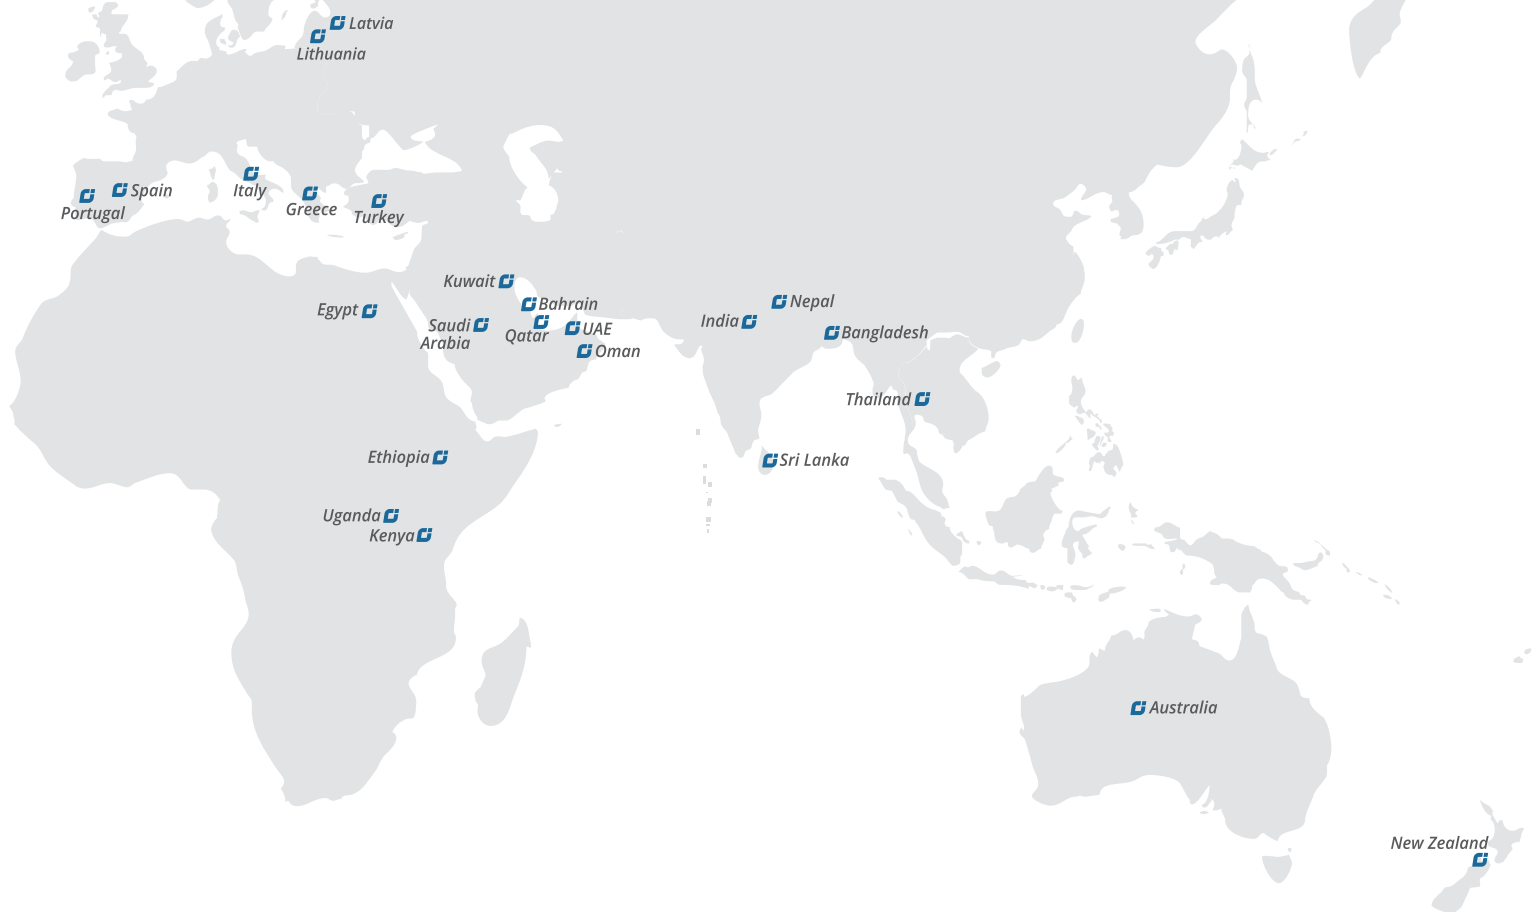 Latvia
Lithuania
Italy
Spain
Portugal
Greece
Turkey
Kuwait
Bahrain
Egypt
Saudi
Arabia
Qatar
UAE
Oman
Nepal
India
Bangladesh
Thailand
Ethiopia
Sri Lanka
Uganda
Kenya
Australia
New Zealand